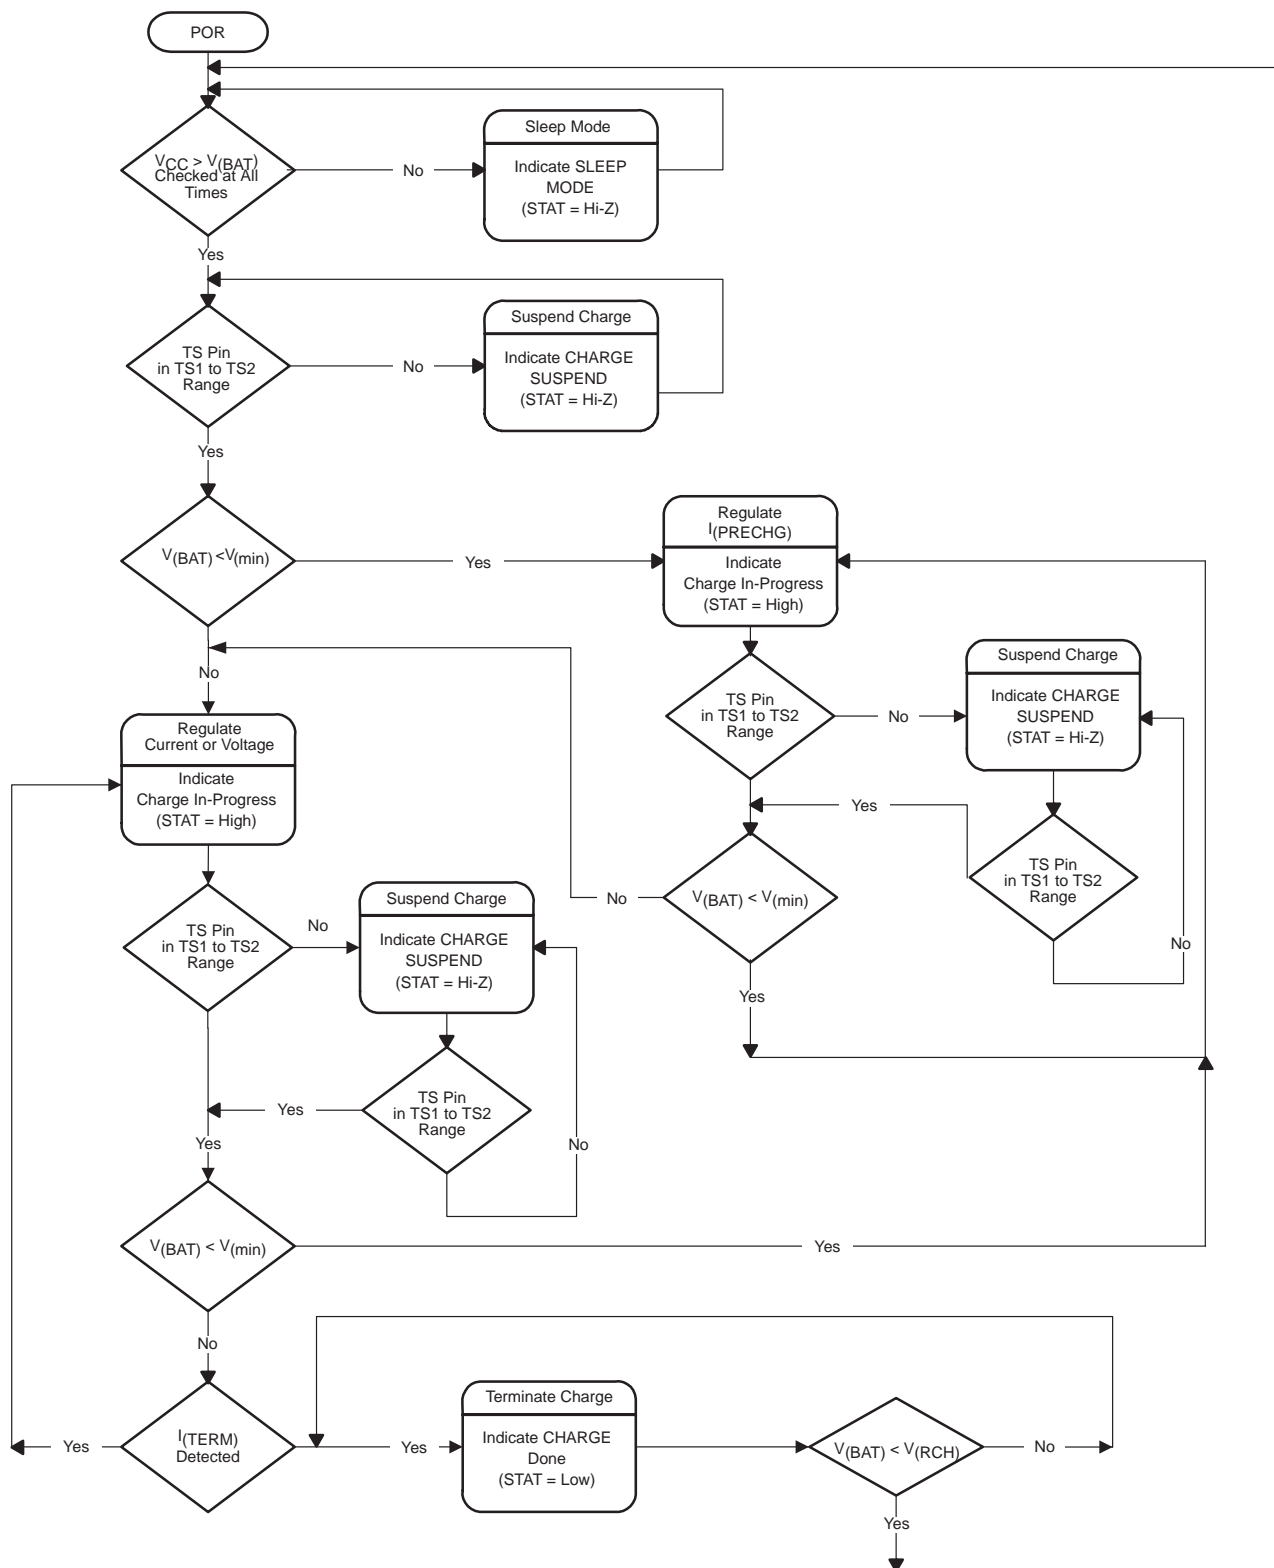 POR
VCC > V(BAT)
Checked at All
Times
No
Sleep Mode
Indicate SLEEP
MODE
(STAT = Hi-Z)
Yes
TS Pin
in TS1 to TS2
Range
No
Suspend Charge
Indicate CHARGE
SUSPEND
(STAT = Hi-Z)
Yes
V(BAT) <V(min)
Yes
Regulate
I(PRECHG)
Indicate
Charge In-Progress
(STAT = High)
No
TS Pin
in TS1 to TS2
Range
No
Suspend Charge
Indicate CHARGE
SUSPEND
(STAT = Hi-Z)
Regulate
Current or Voltage
Indicate
Charge In-Progress
(STAT = High)
Yes
TS Pin
in TS1 to TS2
Range
No
V(BAT) < V(min)
No
Yes
TS Pin
in TS1 to TS2
Range
No
Suspend Charge
Indicate CHARGE
SUSPEND
(STAT = Hi-Z)
TS Pin
in TS1 to TS2
Range
Yes
No
Yes
V(BAT) < V(min)
Yes
No
I(TERM)
Detected
Yes
Yes
Terminate Charge
Indicate CHARGE
Done
(STAT = Low)
V(BAT) < V(RCH)
No
Yes